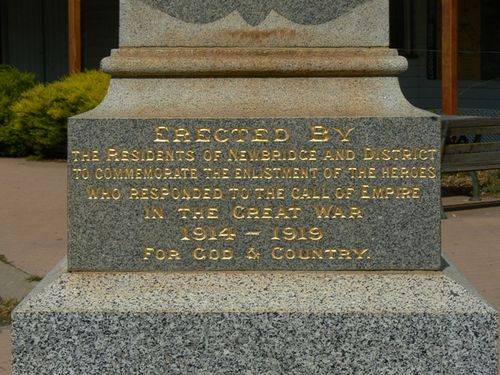 ERECTED BY
THE RESIDENTS OF NEWBRIDGE AND DISTRICT
TO COMMEMORATE THE ENLISTMENT OF THE HEROES
WHO RESPONDED TO THE CALL OF EMPIRE
IN THE GREAT WAR
1914 – 1919
FOR GOD & COUNTRY.